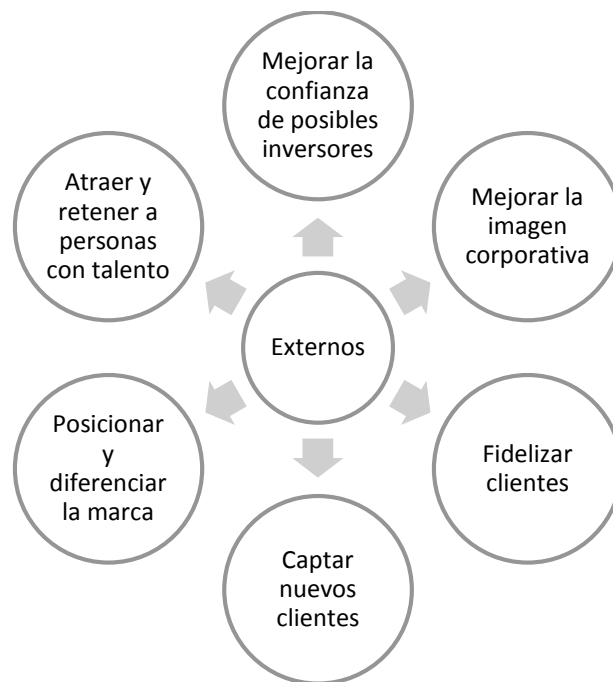 Mejorar la
confianza
de posibles
inversores
Mejorar la
imagen
corporativa
Fidelizar
clientes
Captar
nuevos
clientes
Posicionar
y
diferenciar
la marca
Atraer y
retener a
personas
con talento
Externos